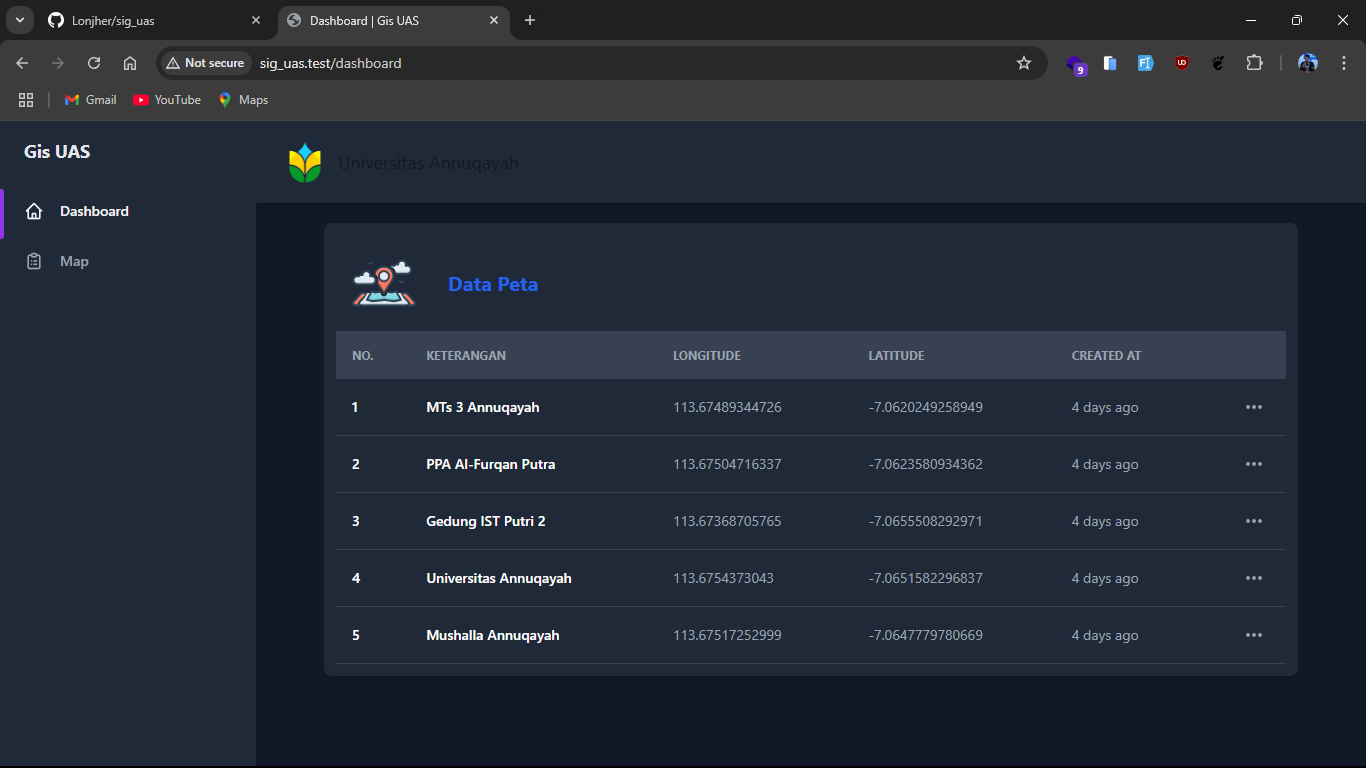 Lonjher/sig_uas
Dashboard | Gis UAS
Not secure
sig_uas.test/dashboard
9
FI
UD
Gmail
YouTube
Maps
Gis UAS
Universitas Annuqayah
Dashboard
Map
Data Peta
NO. KETERANGAN LONGITUDE LATITUDE CREATED AT
1 MTs 3 Annuqayah 113.67489344726 -7.0620249258949 4 days ago
2 PPA Al-Furqan Putra 113.67504716337 -7.0623580934362 4 days ago
3 Gedung IST Putri 2 113.67368705765 -7.0655508292971 4 days ago
4 Universitas Annuqayah 113.6754373043 -7.0651582296837 4 days ago
5 Mushalla Annuqayah 113.67517252999 -7.0647779780669 4 days ago